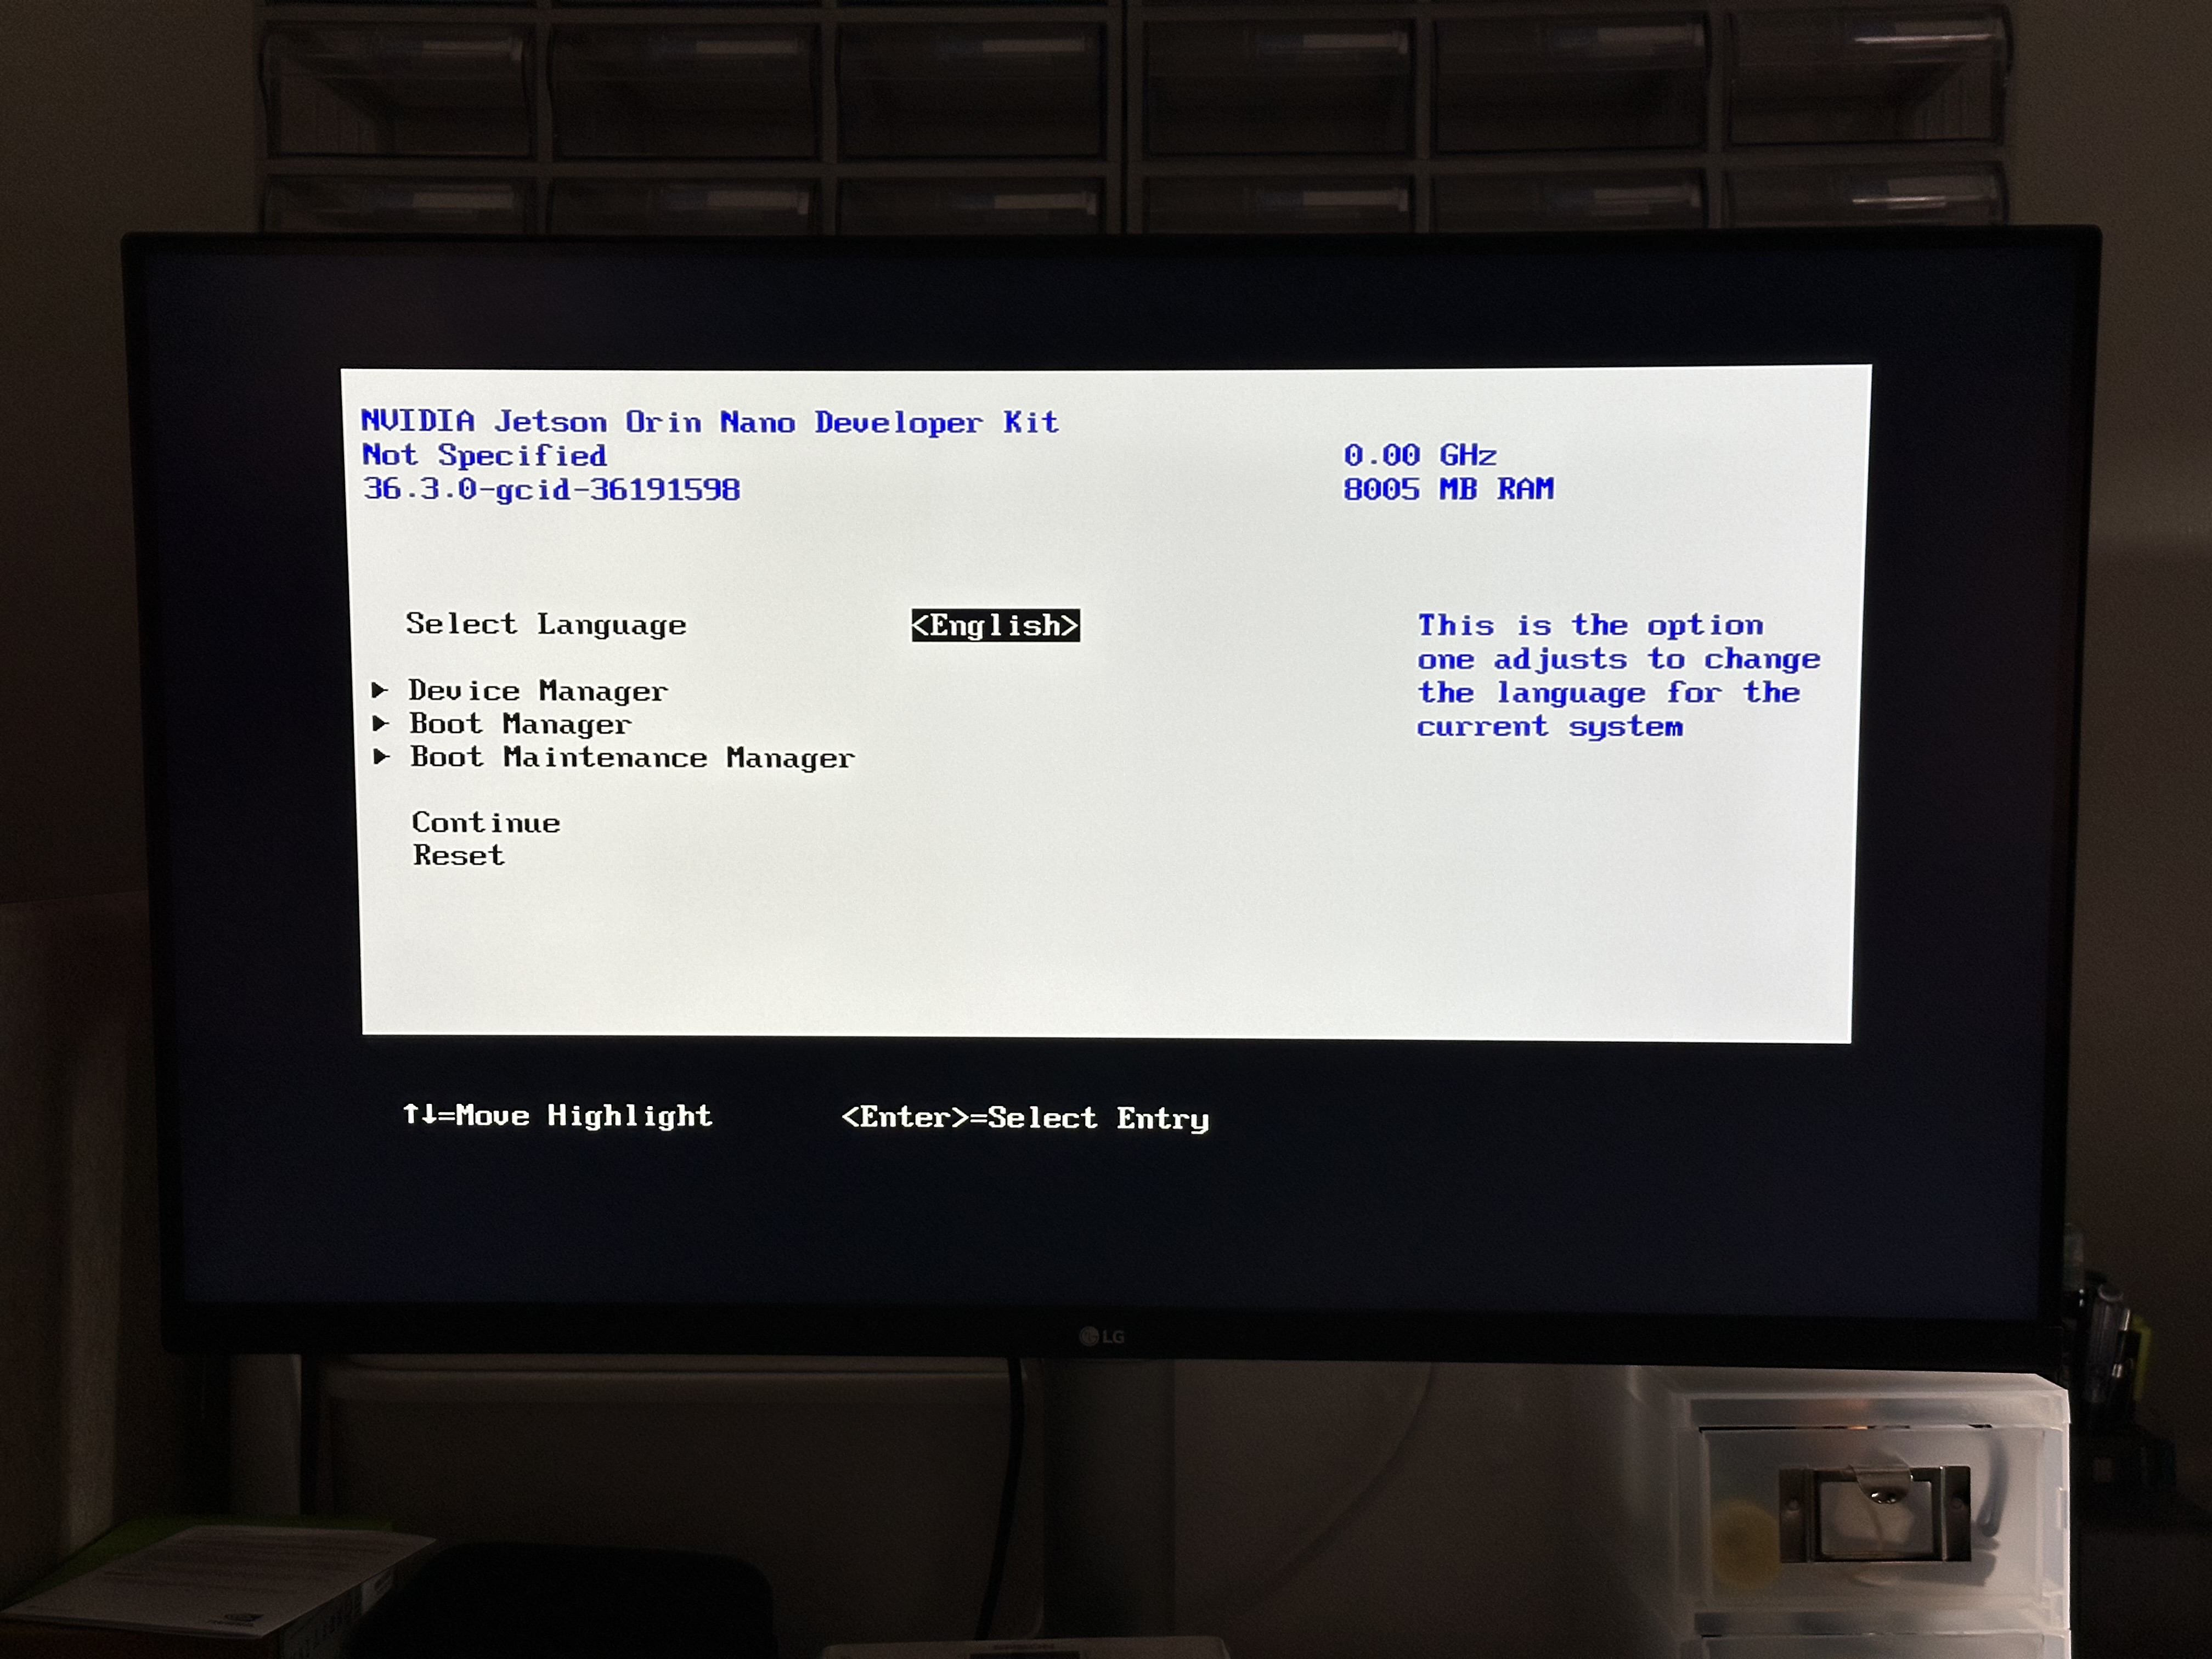 NVIDIA Jetson Orin Nano Developer Kit
Not Specified 0.00 GHz
36.3.0-gcid-36191598 8005 MB RAM
Select Language <English>
This is the option
one adjusts to change
the language for the
current system
▶ Device Manager
▶ Boot Manager
▶ Boot Maintenance Manager
Continue
Reset
↑↓=Move Highlight <Enter>=Select Entry
LG